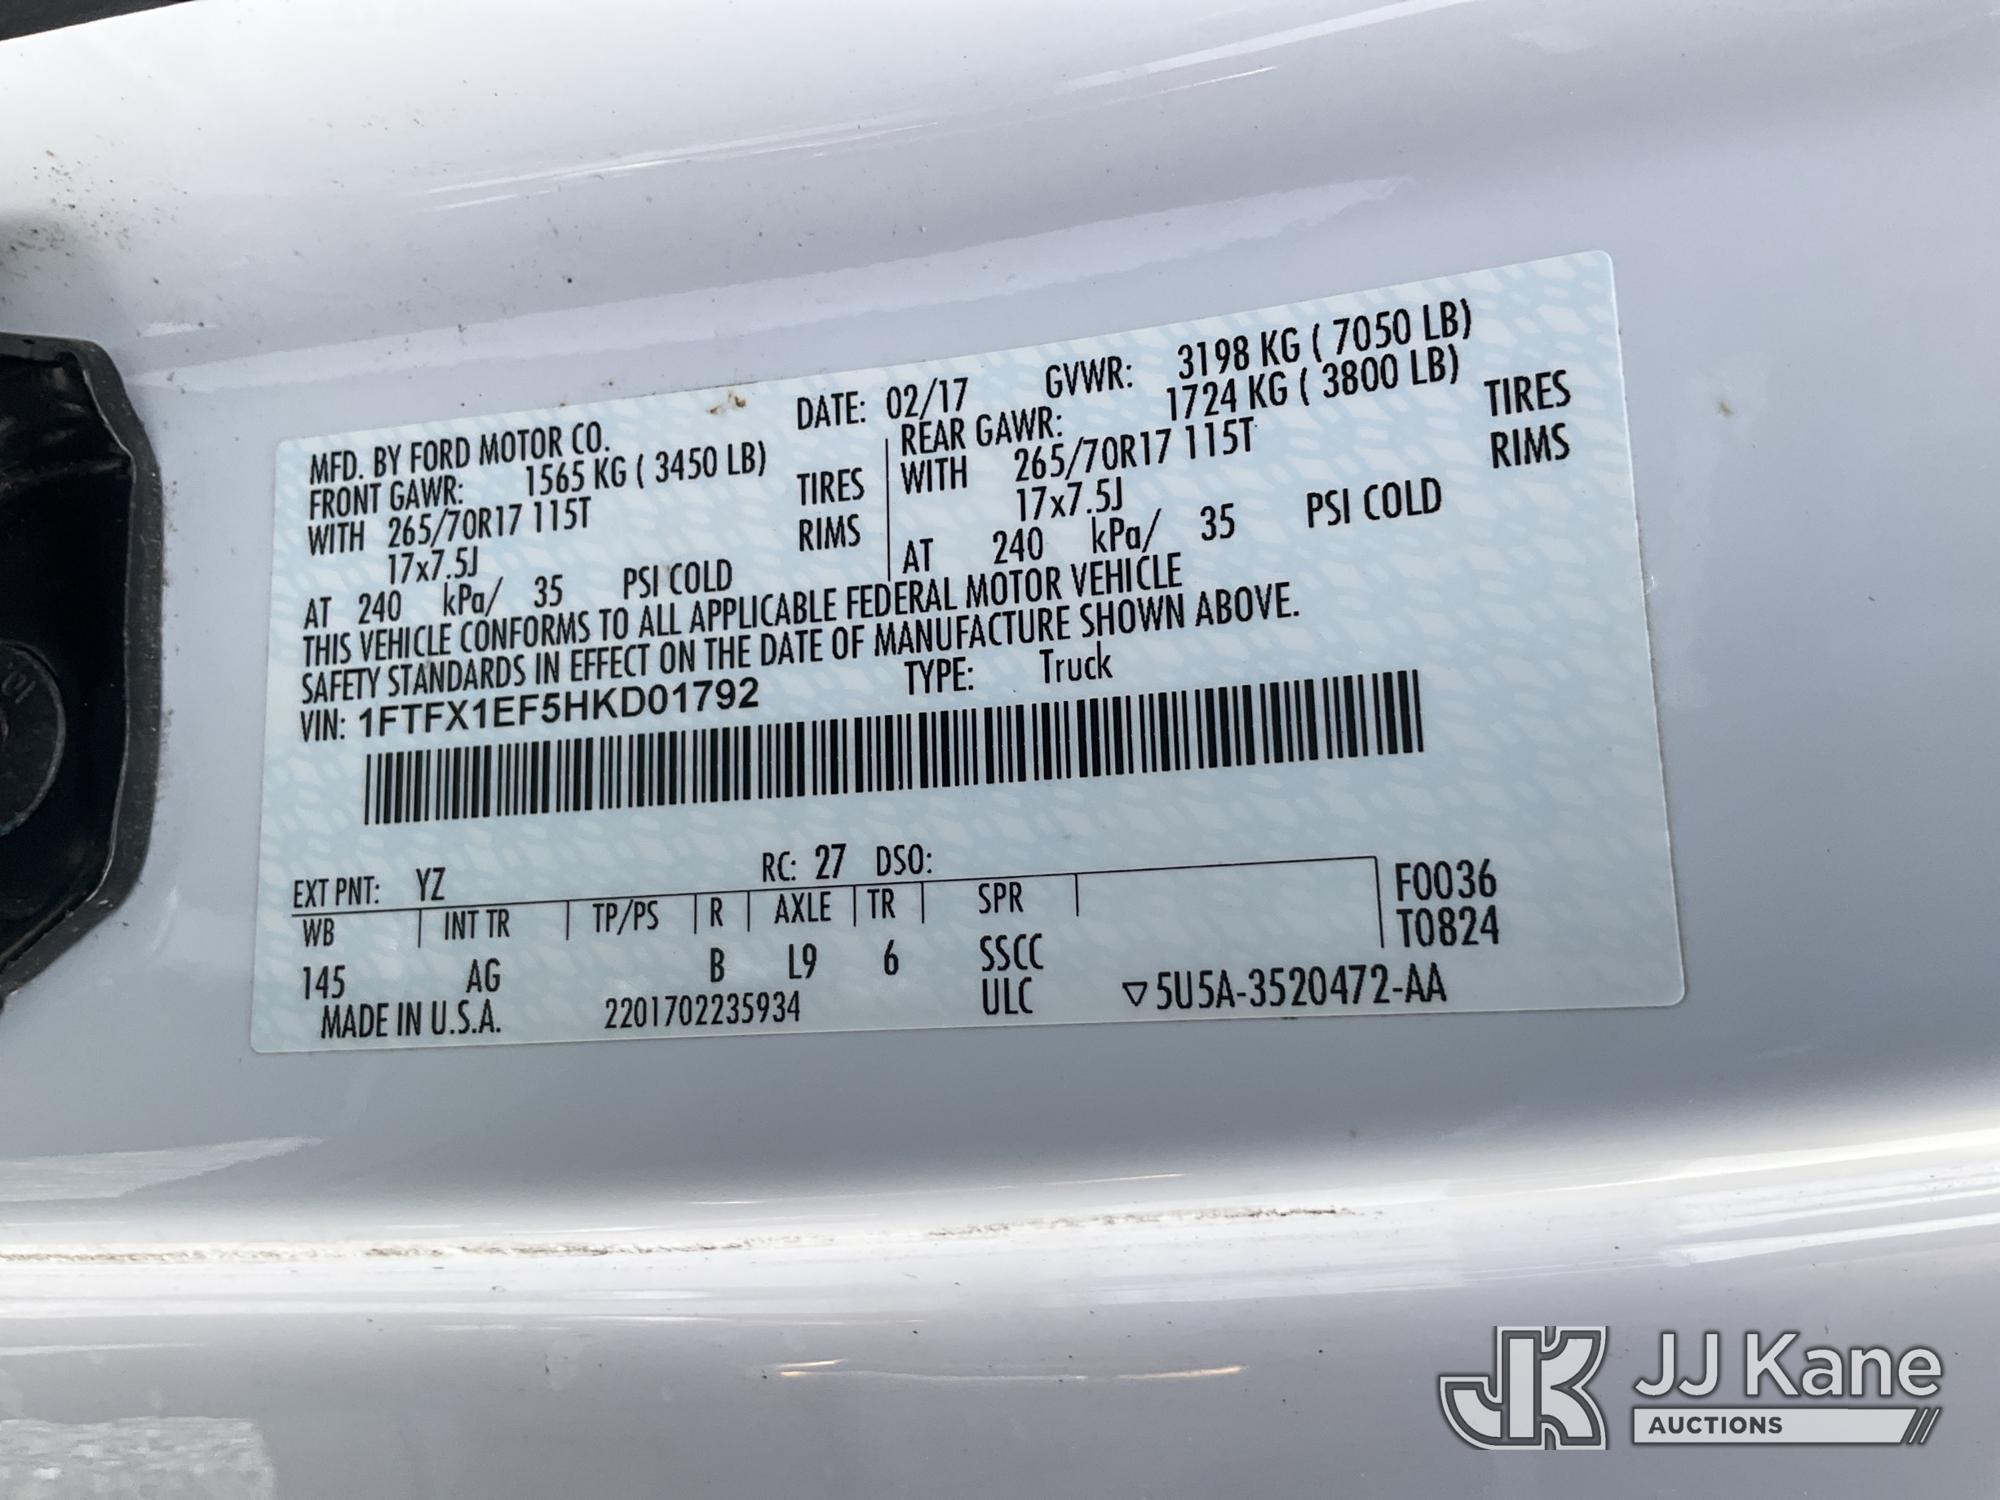 MFD. BY FORD MOTOR CO. DATE: 02/17 GVWR: 3198 KG ( 7050 LB)
FRONT GAWR: 1565 KG ( 3450 LB) REAR GAWR: 1724 KG ( 3800 LB)
WITH 265/70R17 115T TIRES WITH 265/70R17 115T TIRES
17x7.5J RIMS 17x7.5J RIMS
AT 240 kPa/ 35 PSI COLD AT 240 kPa/ 35 PSI COLD
THIS VEHICLE CONFORMS TO ALL APPLICABLE FEDERAL MOTOR VEHICLE
SAFETY STANDARDS IN EFFECT ON THE DATE OF MANUFACTURE SHOWN ABOVE.
VIN: 1FTFX1EF5HKD01792 TYPE: Truck
EXT PNT: YZ RC: 27 DSO: F0036
WB INT TR TP/PS R AXLE TR SPR T0824
145 AG B L9 6 SSCC
MADE IN U.S.A. 2201702235934 ULC ▽5U5A-3520472-AA
JK JJ Kane
AUCTIONS